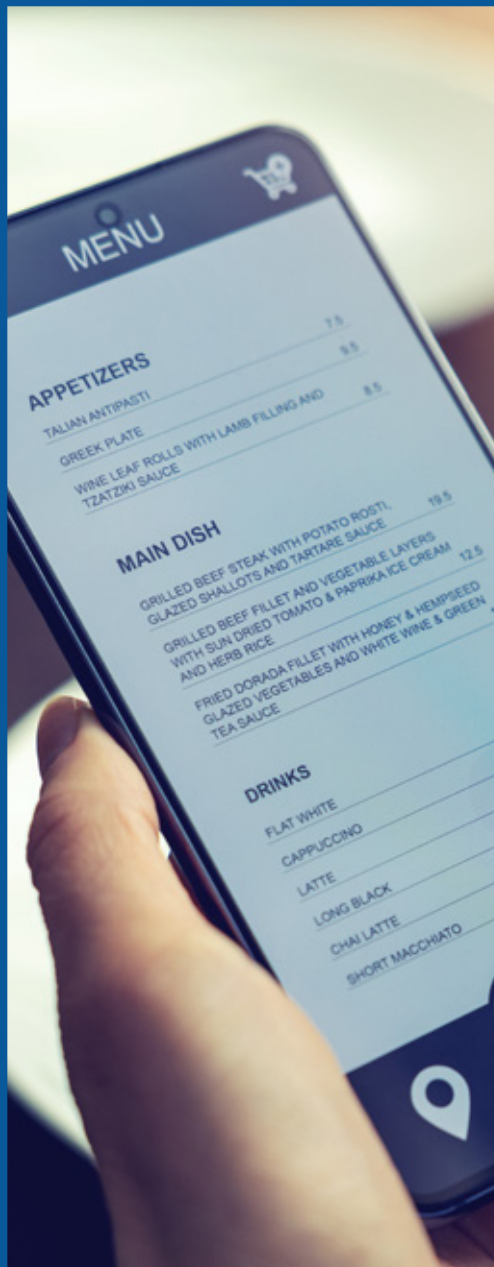 MENU
APPETIZERS
TALIAN ANTIPASTI 7.5
GREEK PLATE 9.5
WINE LEAF ROLLS WITH LAMB FILLING AND 8.5
TZATZIKI SAUCE
MAIN DISH
GRILLED BEEF STEAK WITH POTATO ROSTI, 19.5
GLAZED SHALLOTS AND TARTARE SAUCE
GRILLED BEEF FILLET AND VEGETABLE LAYERS 12.5
WITH SUN DRIED TOMATO & PAPRIKA ICE CREAM
AND HERB RICE
FRIED DORADA FILLET WITH HONEY & HEMPSEED
GLAZED VEGETABLES AND WHITE WINE & GREEN
TEA SAUCE
DRINKS
FLAT WHITE
CAPPUCCINO
LATTE
LONG BLACK
CHAI LATTE
SHORT MACCHIATO